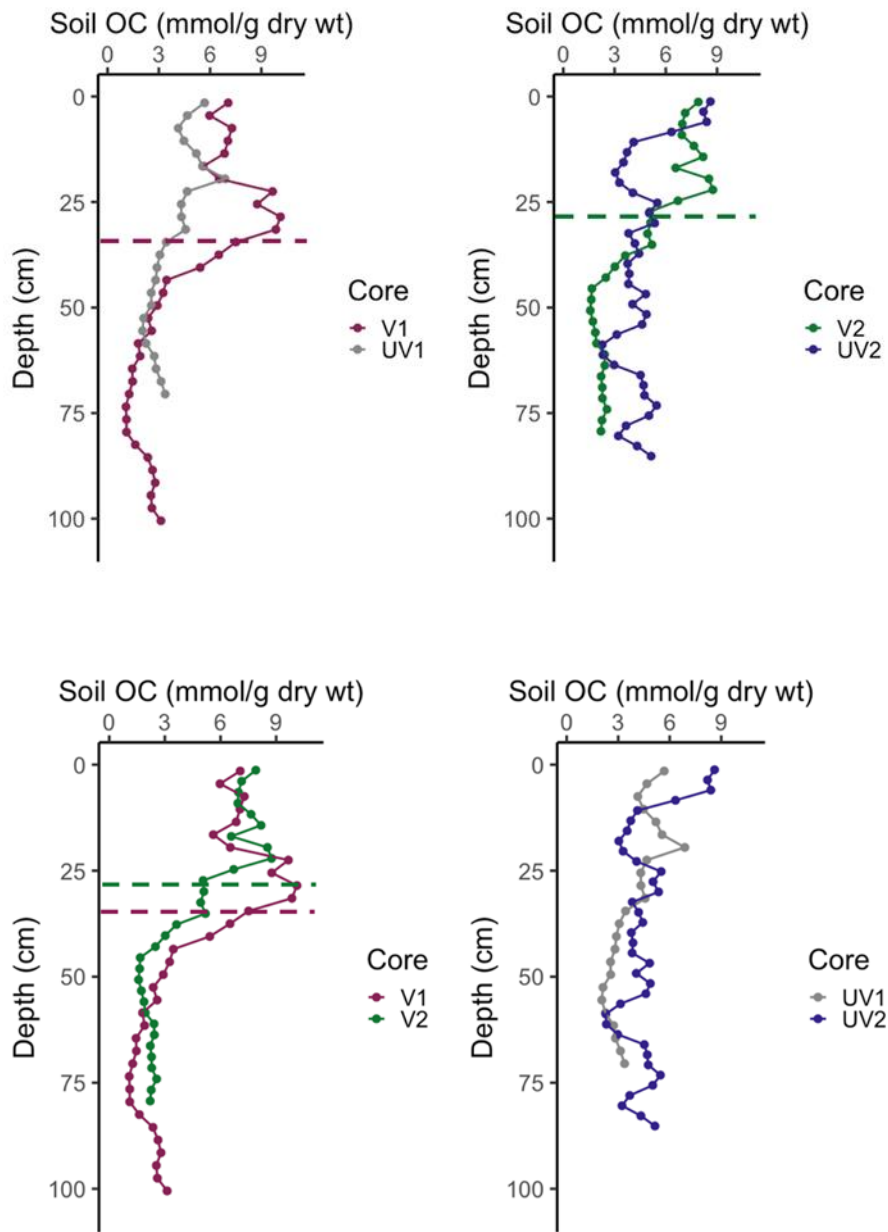 Soil OC (mmol/g dry wt)
0 3 6 9
0
25
50
75
100
Depth (cm)
Core
V1
UV1
Soil OC (mmol/g dry wt)
0 3 6 9
0
25
50
75
100
Depth (cm)
Core
V2
UV2
Soil OC (mmol/g dry wt)
0 3 6 9
0
25
50
75
100
Depth (cm)
Core
V1
V2
Soil OC (mmol/g dry wt)
0 3 6 9
0
25
50
75
100
Depth (cm)
Core
UV1
UV2